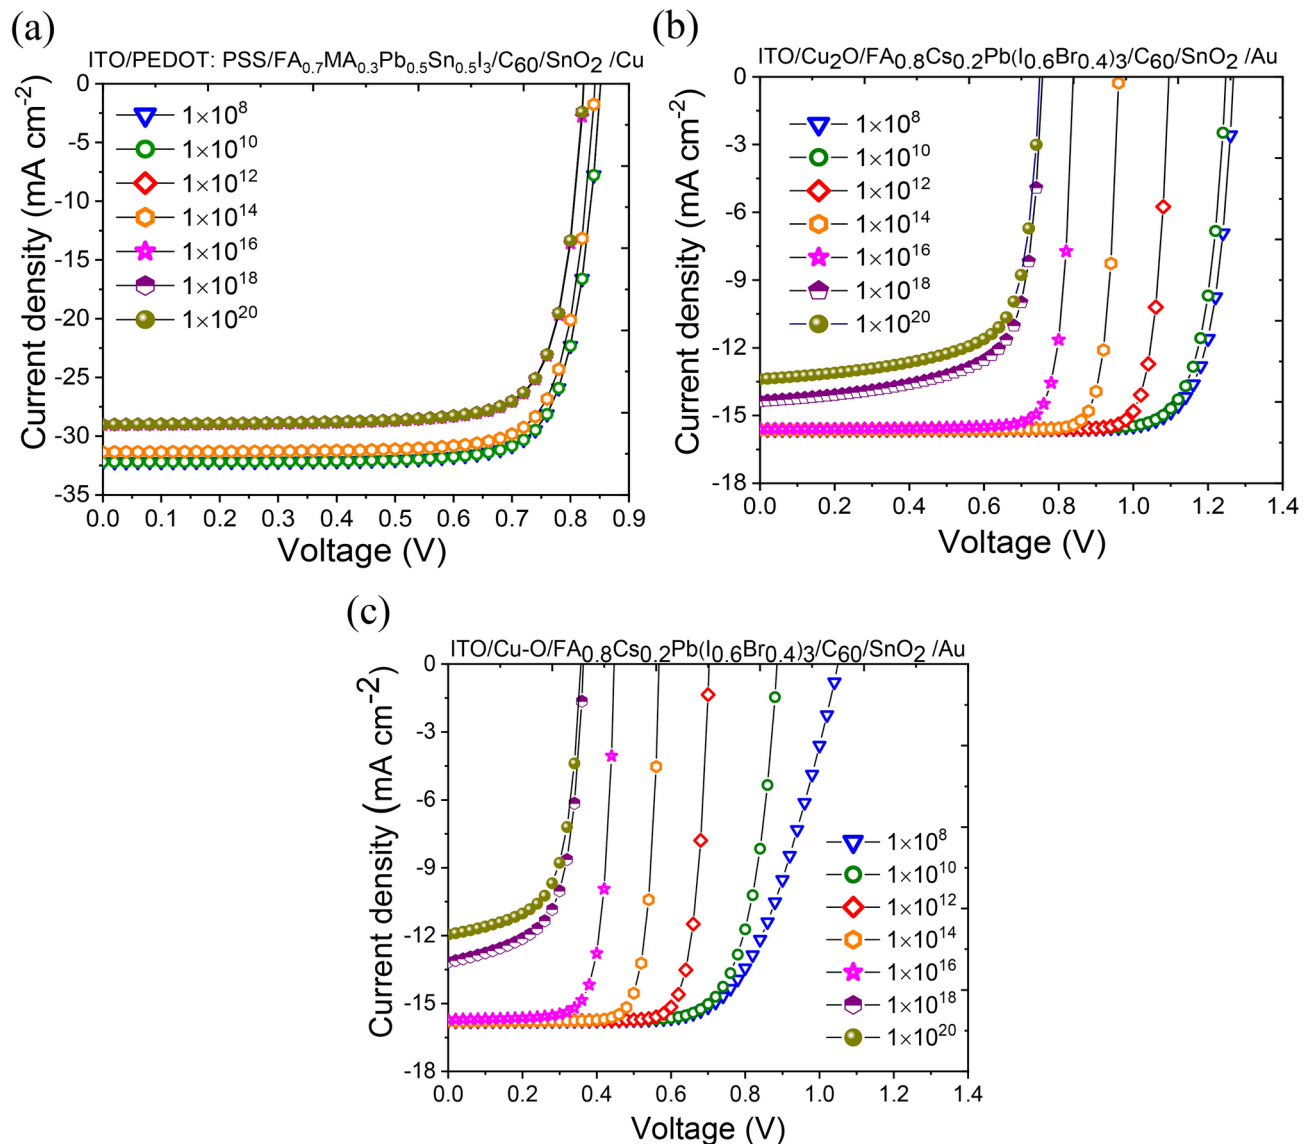 (a)
ITO/PEDOT: PSS/FA0.7MA0.3Pb0.5Sn0.5I3/C60/SnO2 /Cu
0
-5
-10
-15
-20
-25
-30
-35
Current density (mA cm-2)
1×10^8
1×10^10
1×10^12
1×10^14
1×10^16
1×10^18
1×10^20
0.0 0.1 0.2 0.3 0.4 0.5 0.6 0.7 0.8 0.9
Voltage (V)
(b)
ITO/Cu2O/FA0.8Cs0.2Pb(I0.6Br0.4)3/C60/SnO2 /Au
0
-3
-6
-9
-12
-15
-18
Current density (mA cm-2)
1×10^8
1×10^10
1×10^12
1×10^14
1×10^16
1×10^18
1×10^20
0.0 0.2 0.4 0.6 0.8 1.0 1.2 1.4
Voltage (V)
(c)
ITO/Cu-O/FA0.8Cs0.2Pb(I0.6Br0.4)3/C60/SnO2 /Au
0
-3
-6
-9
-12
-15
-18
Current density (mA cm-2)
1×10^8
1×10^10
1×10^12
1×10^14
1×10^16
1×10^18
1×10^20
0.0 0.2 0.4 0.6 0.8 1.0 1.2 1.4
Voltage (V)